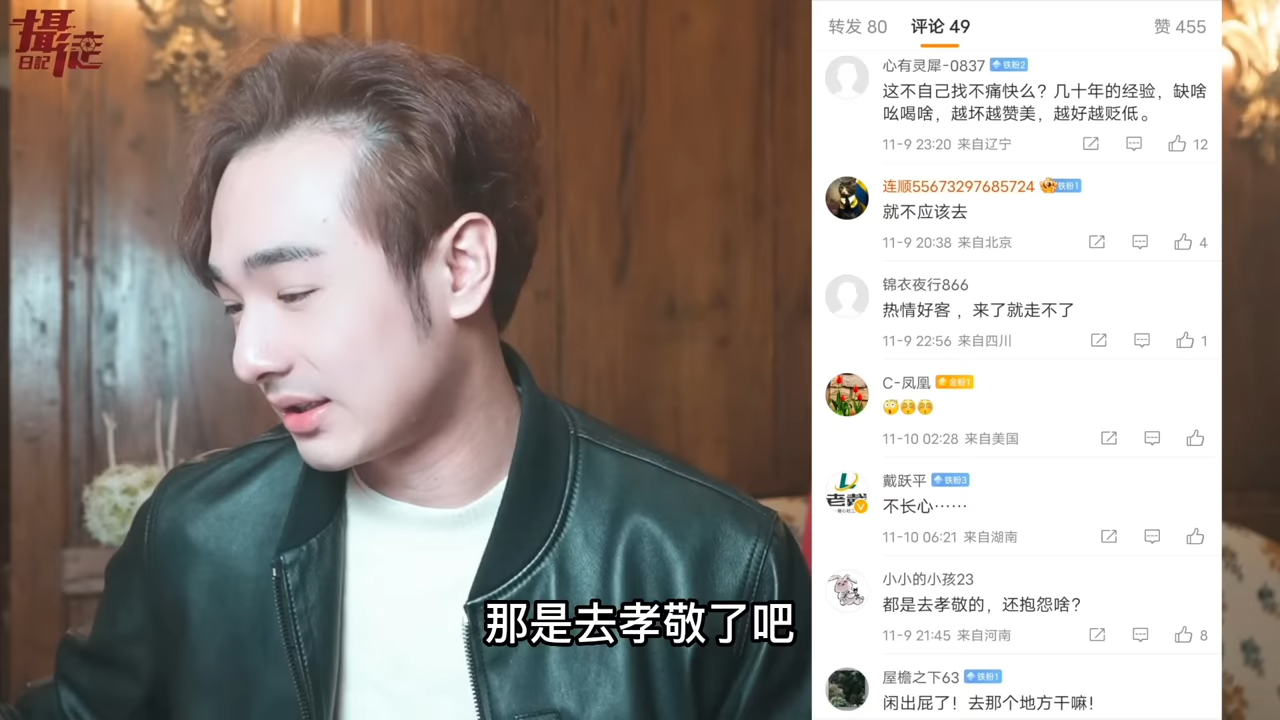 攝徒
日記
转发 80 评论 49 赞 455
心有灵犀-0837 铁粉2
这不自己找不痛快么？几十年的经验，缺啥
吆喝啥，越坏越赞美，越好越贬低。
11-9 23:20 来自辽宁 12
连顺55673297685724 铁粉1
就不应该去
11-9 20:38 来自北京 4
锦衣夜行866
热情好客 ，来了就走不了
11-9 22:56 来自四川 1
C-凤凰 金粉1
11-10 02:28 来自美国
戴跃平 铁粉3
老戴
不长心……
11-10 06:21 来自湖南
小小的小孩23
都是去孝敬的，还抱怨啥？
11-9 21:45 来自河南 8
屋檐之下63 铁粉1
闲出屁了！去那个地方干嘛！
那是去孝敬了吧